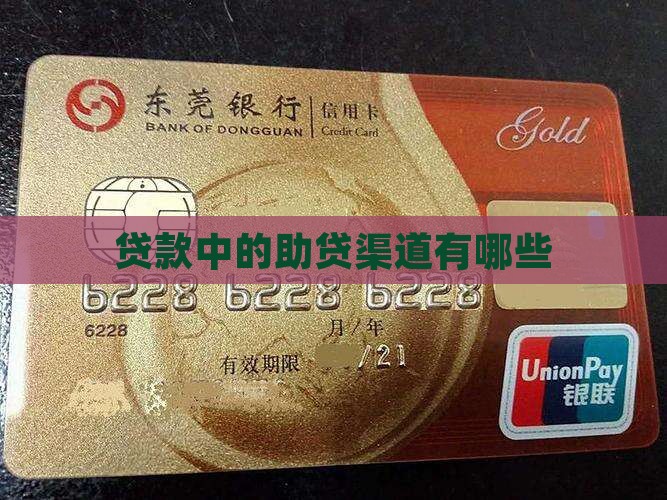 东莞银行 信用卡
BANK OF DONGGUAN Credit Card
Gold
贷款中的助贷渠道有哪些
6228 6228 6228
6228
月/年
有效期限 /21
UnionPay
银联